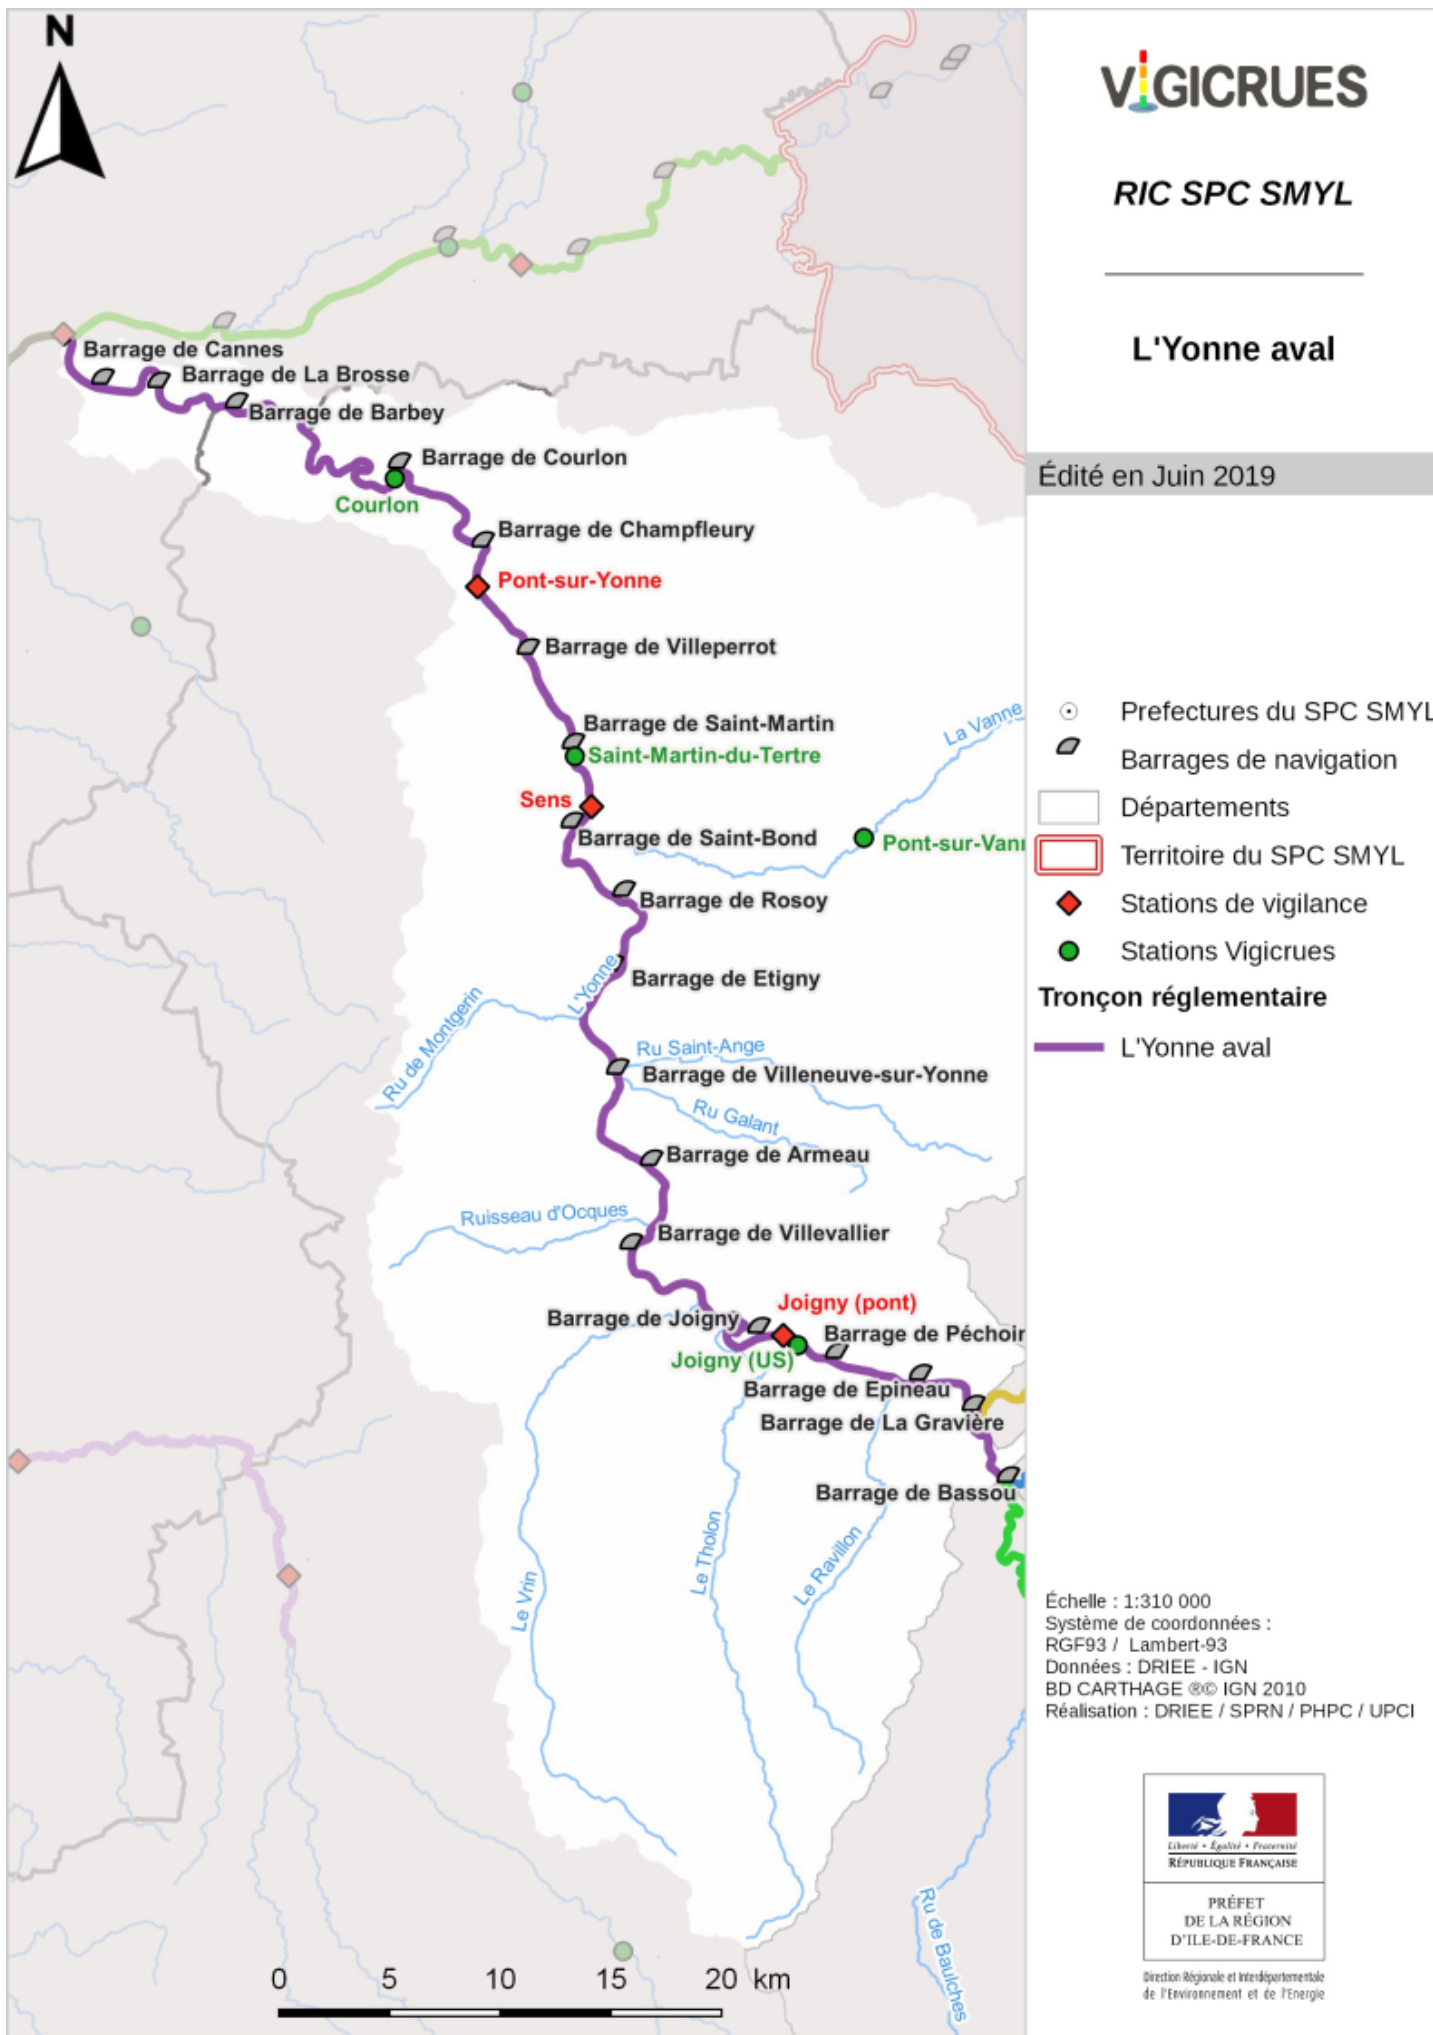 N
Barrage de Cannes
Barrage de La Brosse
Barrage de Barbey
Barrage de Courlon
Courlon
Barrage de Champfleury
Pont-sur-Yonne
Barrage de Villeperrot
Barrage de Saint-Martin
Saint-Martin-du-Tertre
La Vanne
Sens
Barrage de Saint-Bond
Pont-sur-Vann
Barrage de Rosoy
L'Yonne
Barrage de Etigny
Ru de Montgerin
Ru Saint-Ange
Barrage de Villeneuve-sur-Yonne
Ru Galant
Barrage de Armeau
Ruisseau d'Ocques
Barrage de Villevallier
Joigny (pont)
Barrage de Joigny
Barrage de Péchoir
Joigny (US)
Barrage de Epineau
Barrage de La Gravière
Barrage de Bassou
Le Vrin
Le Tholon
Le Ravillon
Ru de Baulches
0 5 10 15 20 km
VIGICRUES
RIC SPC SMYL
L'Yonne aval
Édité en Juin 2019
Prefectures du SPC SMYL
Barrages de navigation
Départements
Territoire du SPC SMYL
Stations de vigilance
Stations Vigicrues
Tronçon réglementaire
L'Yonne aval
Échelle : 1:310 000
Système de coordonnées :
RGF93 / Lambert-93
Données : DRIEE - IGN
BD CARTHAGE ®© IGN 2010
Réalisation : DRIEE / SPRN / PHPC / UPCI
Liberté • Égalité • Fraternité
RÉPUBLIQUE FRANÇAISE
PRÉFET
DE LA RÉGION
D'ILE-DE-FRANCE
Direction Régionale et Interdépartementale
de l'Environnement et de l'Energie